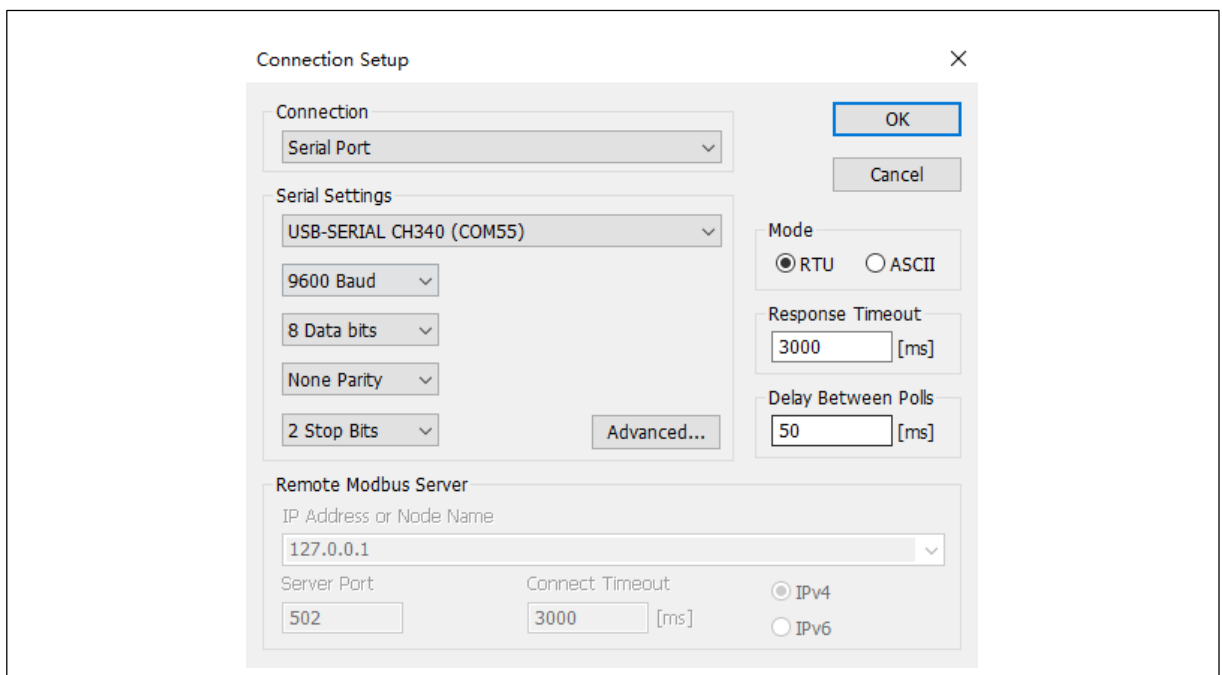 Connection Setup
Connection
Serial Port
OK
Cancel
Serial Settings
USB-SERIAL CH340 (COM55)
9600 Baud
8 Data bits
None Parity
2 Stop Bits
Advanced...
Mode
RTU ASCII
Response Timeout
3000 [ms]
Delay Between Polls
50 [ms]
Remote Modbus Server
IP Address or Node Name
127.0.0.1
Server Port Connect Timeout
502 3000 [ms]
IPv4
IPv6